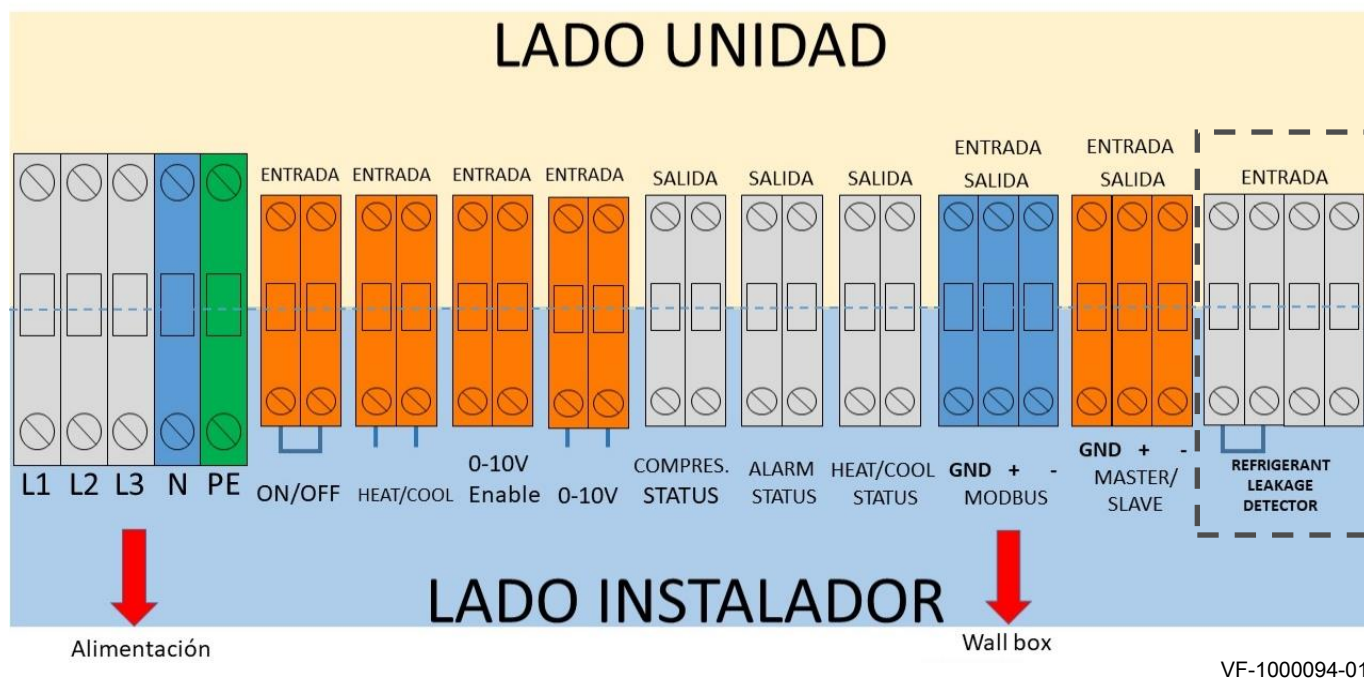 LADO UNIDAD
ENTRADA
SALIDA
ENTRADA
SALIDA
ENTRADA
ENTRADA
ENTRADA
ENTRADA
ENTRADA
SALIDA
SALIDA
SALIDA
L1 L2 L3 N PE
ON/OFF
HEAT/COOL
0-10V
Enable
0-10V
COMPRES.
STATUS
ALARM
STATUS
HEAT/COOL
STATUS
GND + -
MODBUS
GND + -
MASTER/
SLAVE
REFRIGERANT
LEAKAGE
DETECTOR
LADO INSTALADOR
Alimentación
Wall box
VF-1000094-01